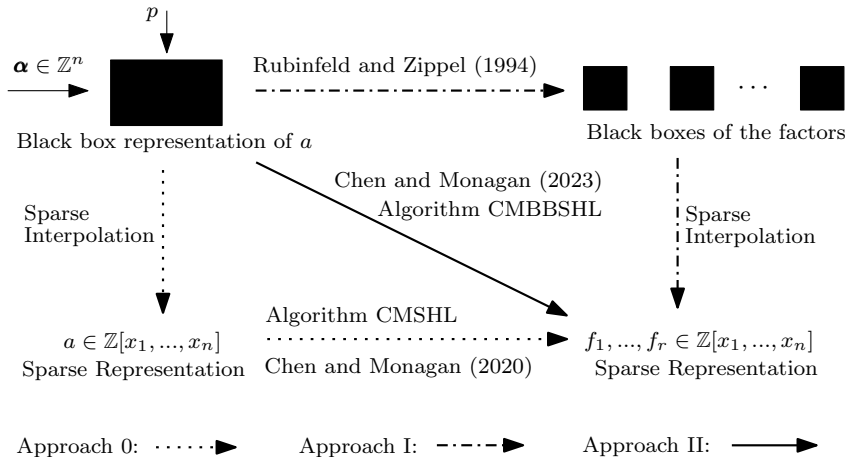 p
α ∈ ℤⁿ
Rubinfeld and Zippel (1994)
· · ·
Black box representation of a
Black boxes of the factors
Chen and Monagan (2023)
Algorithm CMBBSHL
Sparse
Interpolation
Sparse
Interpolation
Algorithm CMSHL
a ∈ ℤ[x₁, ..., xₙ]
Sparse Representation
Chen and Monagan (2020)
f₁, ..., fᵣ ∈ ℤ[x₁, ..., xₙ]
Sparse Representation
Approach 0:
Approach I:
Approach II: